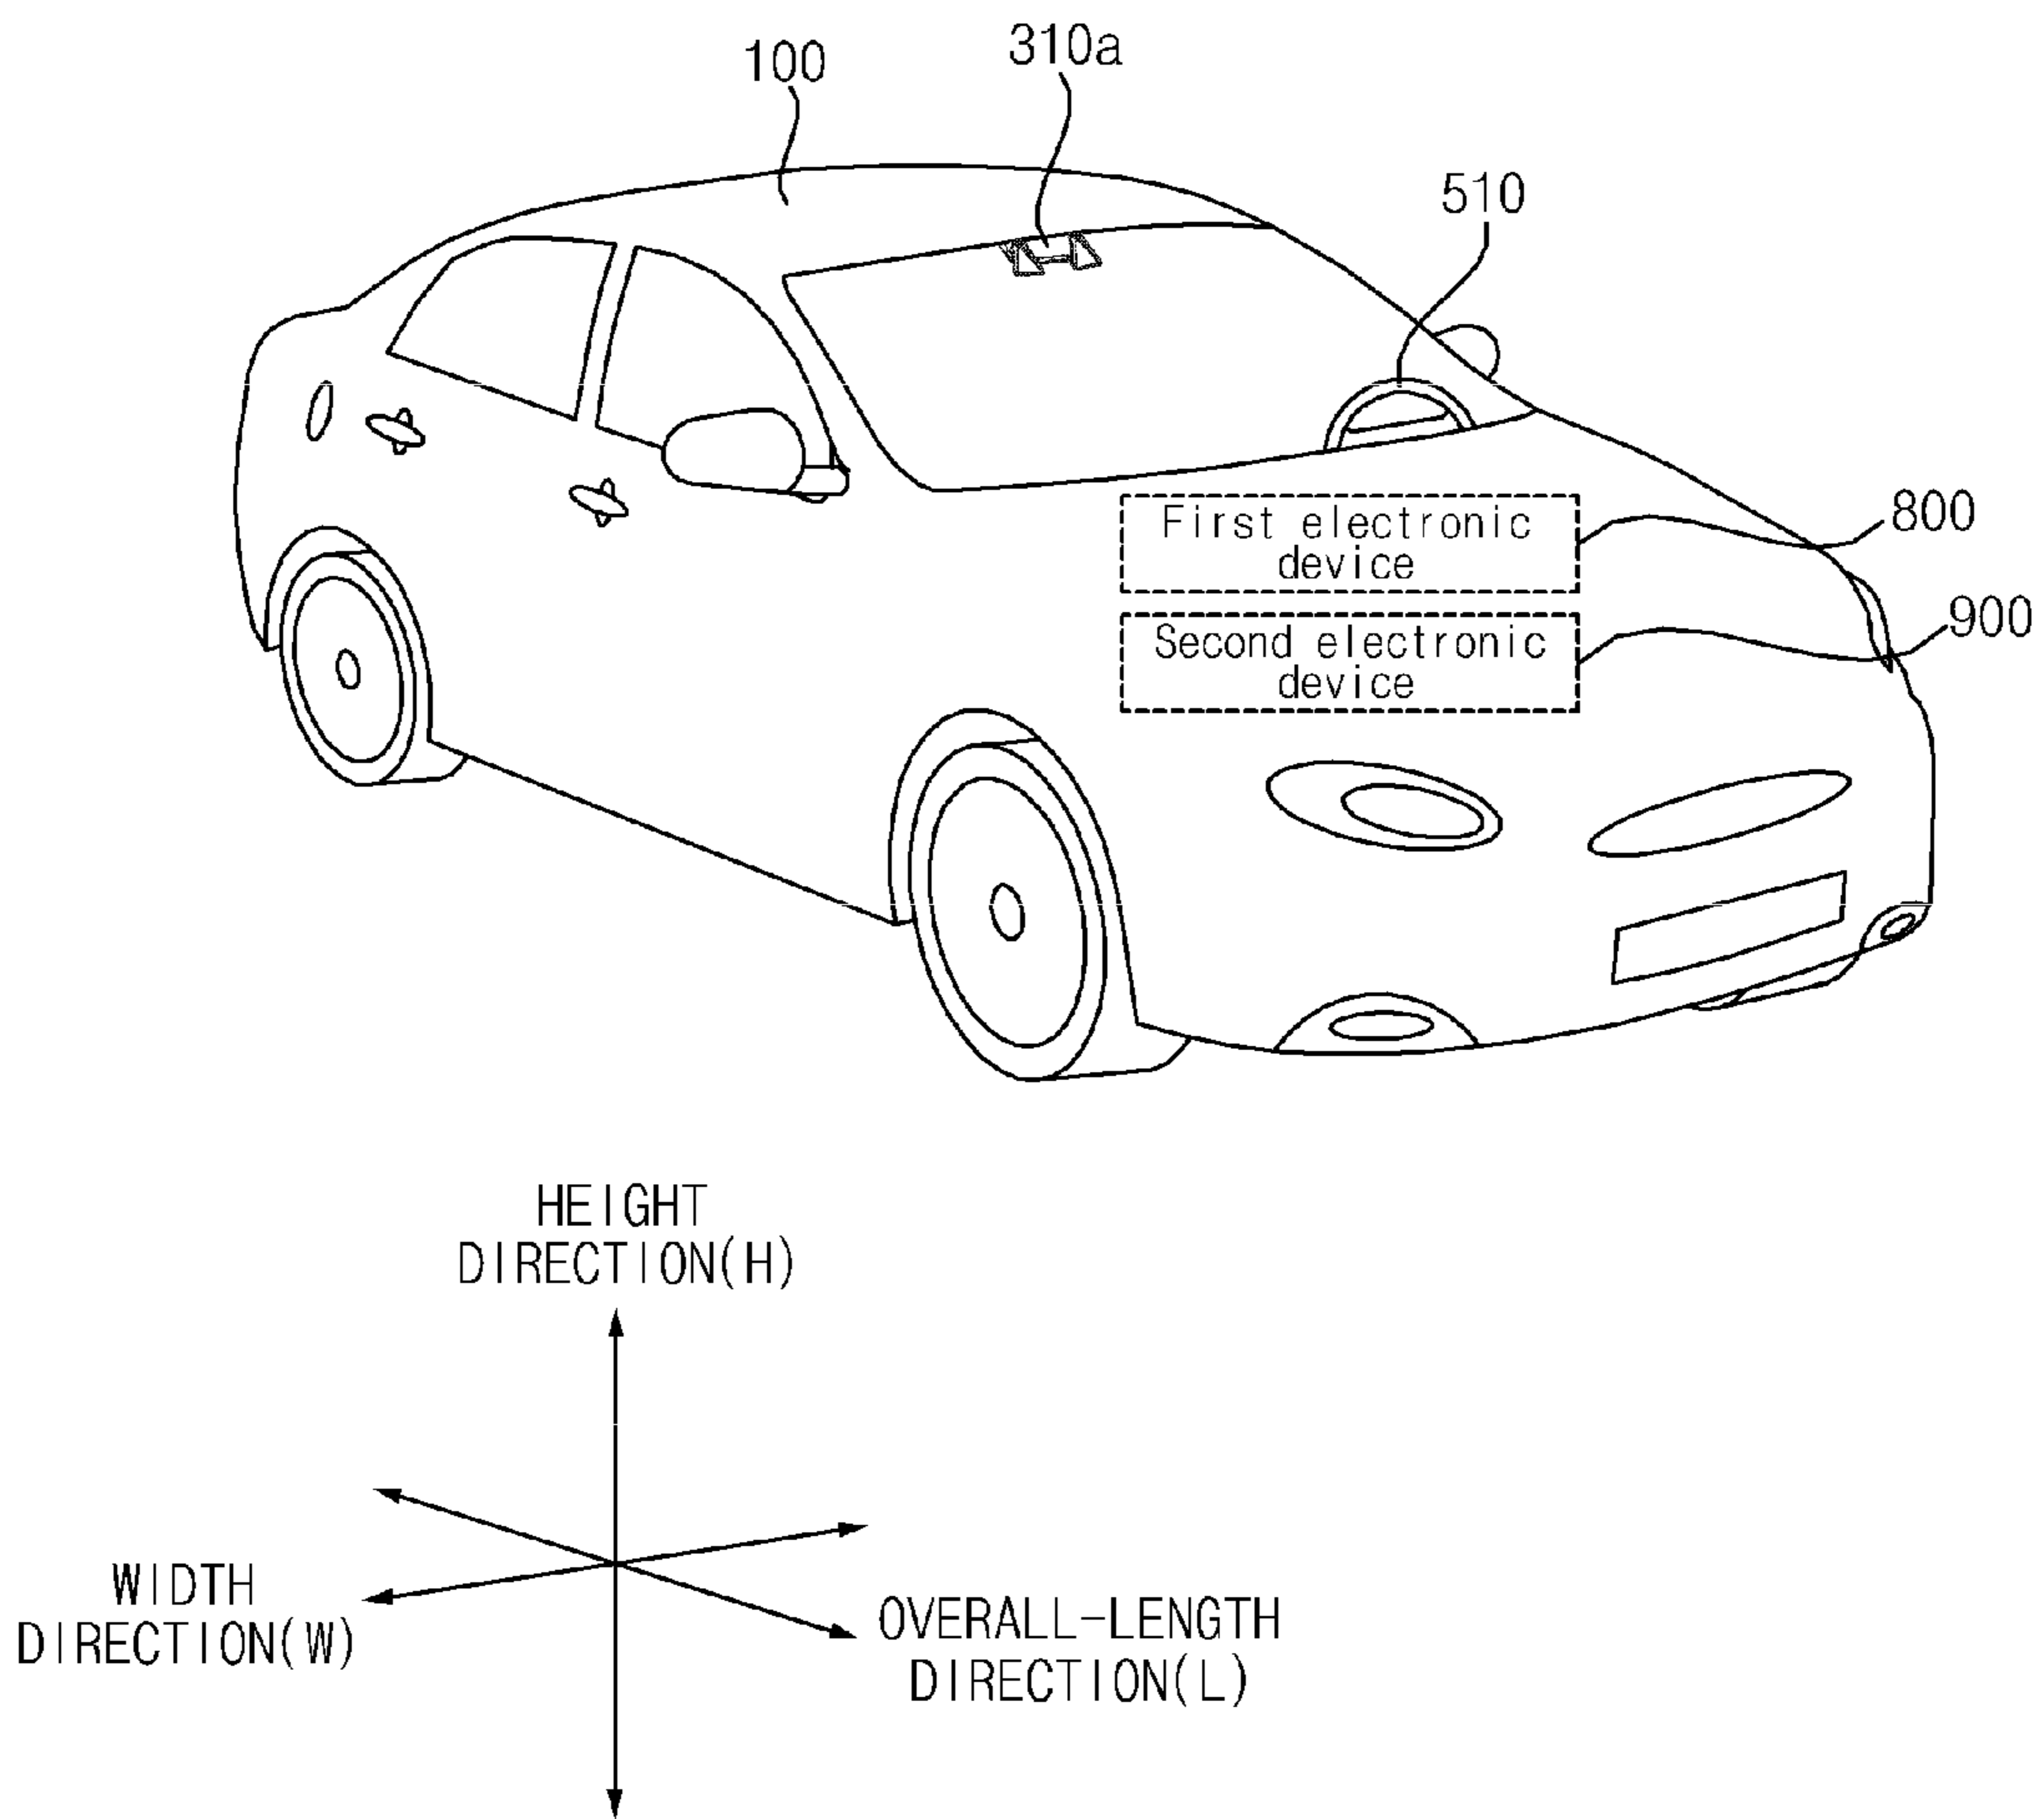 100
310a
510
First electronic
device
800
Second electronic
device
900
HEIGHT
DIRECTION(H)
WIDTH
DIRECTION(W)
OVERALL-LENGTH
DIRECTION(L)